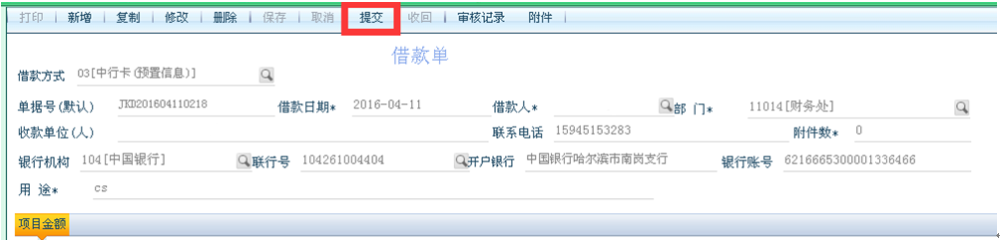 打印 新增 复制 修改 删除 保存 取消 提交 收回 审核记录 附件
借款单
借款方式 03[中行卡(预置信息)]
单据号(默认) JKD201604110218 借款日期* 2016-04-11 借款人* 部 门* 11014[财务处]
收款单位(人) 联系电话 15945153283 附件数* 0
银行机构 104[中国银行] 联行号 104261004404 开户银行 中国银行哈尔滨市南岗支行 银行账号 6216665300001336466
用 途* cs
项目金额